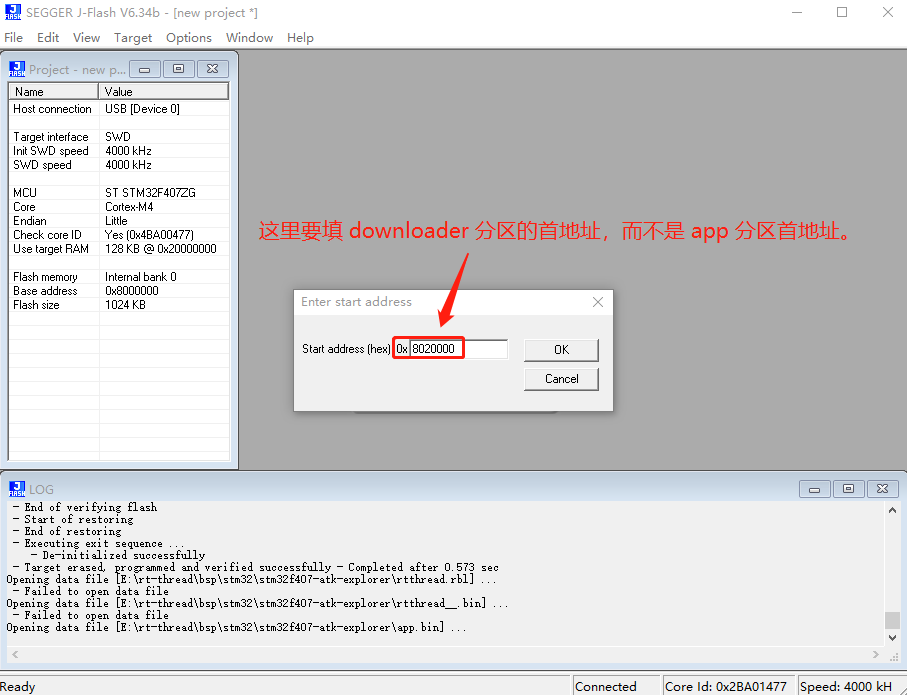 SEGGER J-Flash V6.34b - [new project *]
File Edit View Target Options Window Help
Project - new p...
Name Value
Host connection USB [Device 0]
Target interface SWD
Init SWD speed 4000 kHz
SWD speed 4000 kHz
MCU ST STM32F407ZG
Core Cortex-M4
Endian Little
Check core ID Yes (0x4BA00477)
Use target RAM 128 KB @ 0x20000000
Flash memory Internal bank 0
Base address 0x8000000
Flash size 1024 KB
这里要填 downloader 分区的首地址，而不是 app 分区首地址。
Enter start address
Start address (hex) 0x 8020000
OK
Cancel
LOG
- End of verifying flash
- Start of restoring
- End of restoring
- Executing exit sequence ...
- De-initialized successfully
- Target erased, programmed and verified successfully - Completed after 0.573 sec
Opening data file [E:\rt-thread\bsp\stm32\stm32f407-atk-explorer\rtthread.rbl] ...
- Failed to open data file
Opening data file [E:\rt-thread\bsp\stm32\stm32f407-atk-explorer\rtthread__.bin] ...
- Failed to open data file
Opening data file [E:\rt-thread\bsp\stm32\stm32f407-atk-explorer\app.bin] ...
Ready Connected Core Id: 0x2BA01477 Speed: 4000 kH